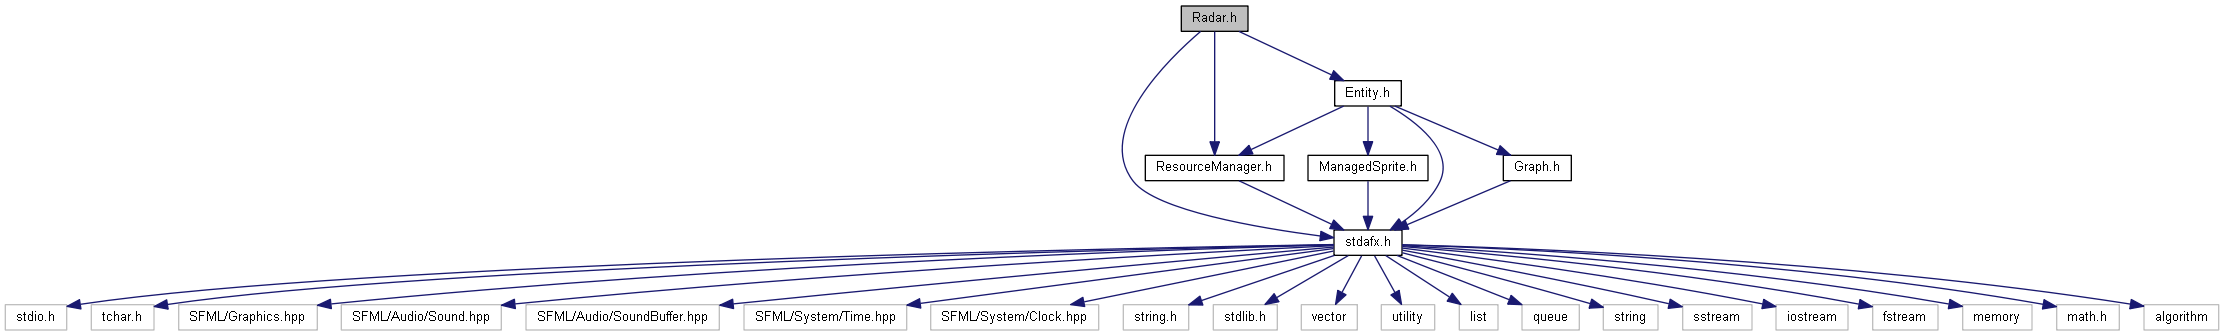 Radar.h
Entity.h
ResourceManager.h
ManagedSprite.h
Graph.h
stdafx.h
stdio.h
tchar.h
SFML/Graphics.hpp
SFML/Audio/Sound.hpp
SFML/Audio/SoundBuffer.hpp
SFML/System/Time.hpp
SFML/System/Clock.hpp
string.h
stdlib.h
vector
utility
list
queue
string
sstream
iostream
fstream
memory
math.h
algorithm